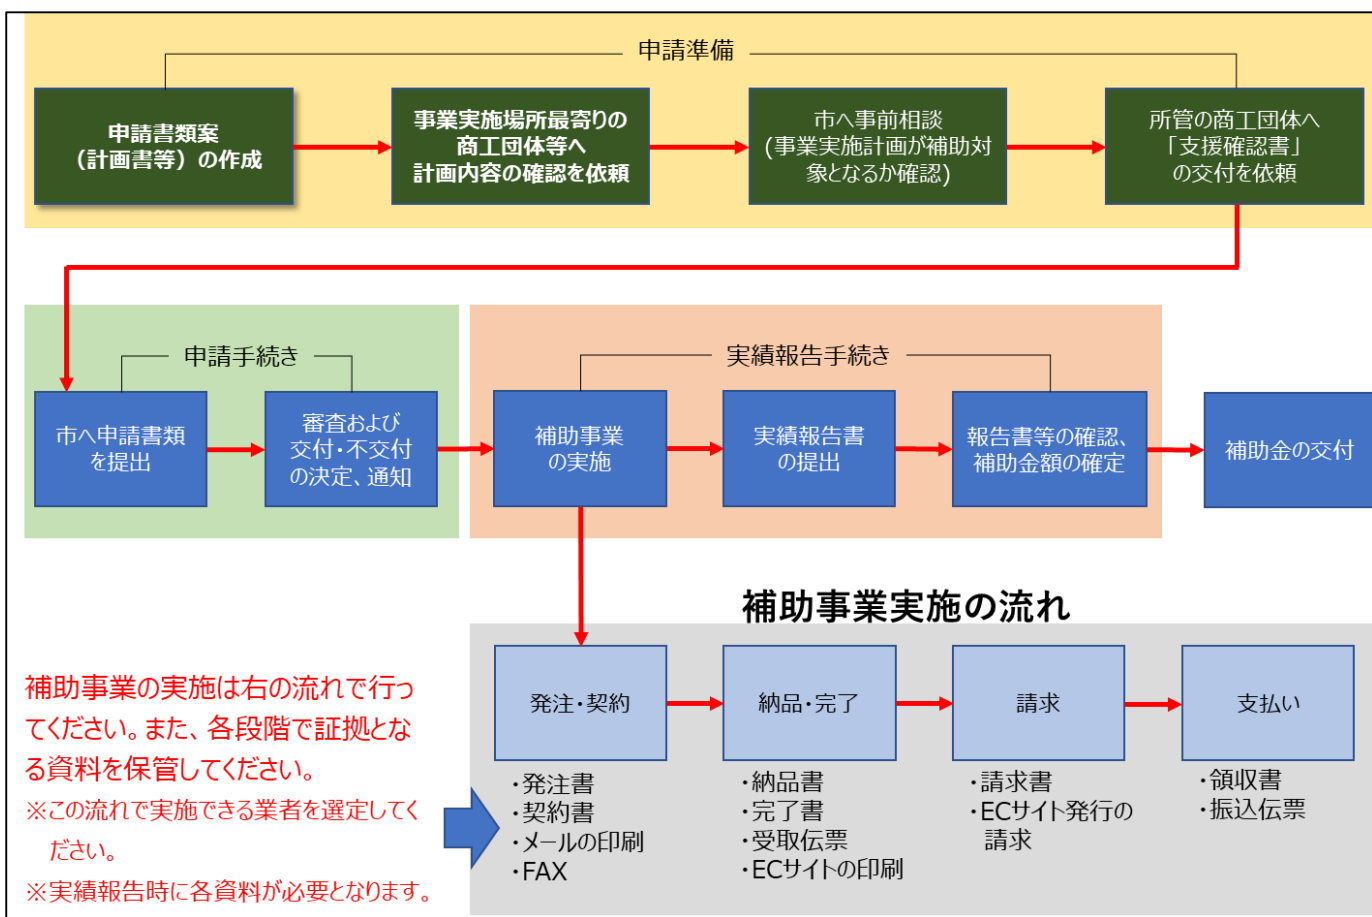 申請準備
申請書類案
（計画書等）の作成
事業実施場所最寄りの
商工団体等へ
計画内容の確認を依頼
市へ事前相談
(事業実施計画が補助対
象となるか確認)
所管の商工団体へ
「支援確認書」
の交付を依頼
申請手続き
市へ申請書類
を提出
審査および
交付・不交付
の決定、通知
実績報告手続き
補助事業
の実施
実績報告書
の提出
報告書等の確認、
補助金額の確定
補助金の交付
補助事業実施の流れ
補助事業の実施は右の流れで行っ
てください。また、各段階で証拠とな
る資料を保管してください。
※この流れで実施できる業者を選定してく
ださい。
※実績報告時に各資料が必要となります。
発注・契約
・発注書
・契約書
・メールの印刷
・FAX
納品・完了
・納品書
・完了書
・受取伝票
・ECサイトの印刷
請求
・請求書
・ECサイト発行の
請求
支払い
・領収書
・振込伝票